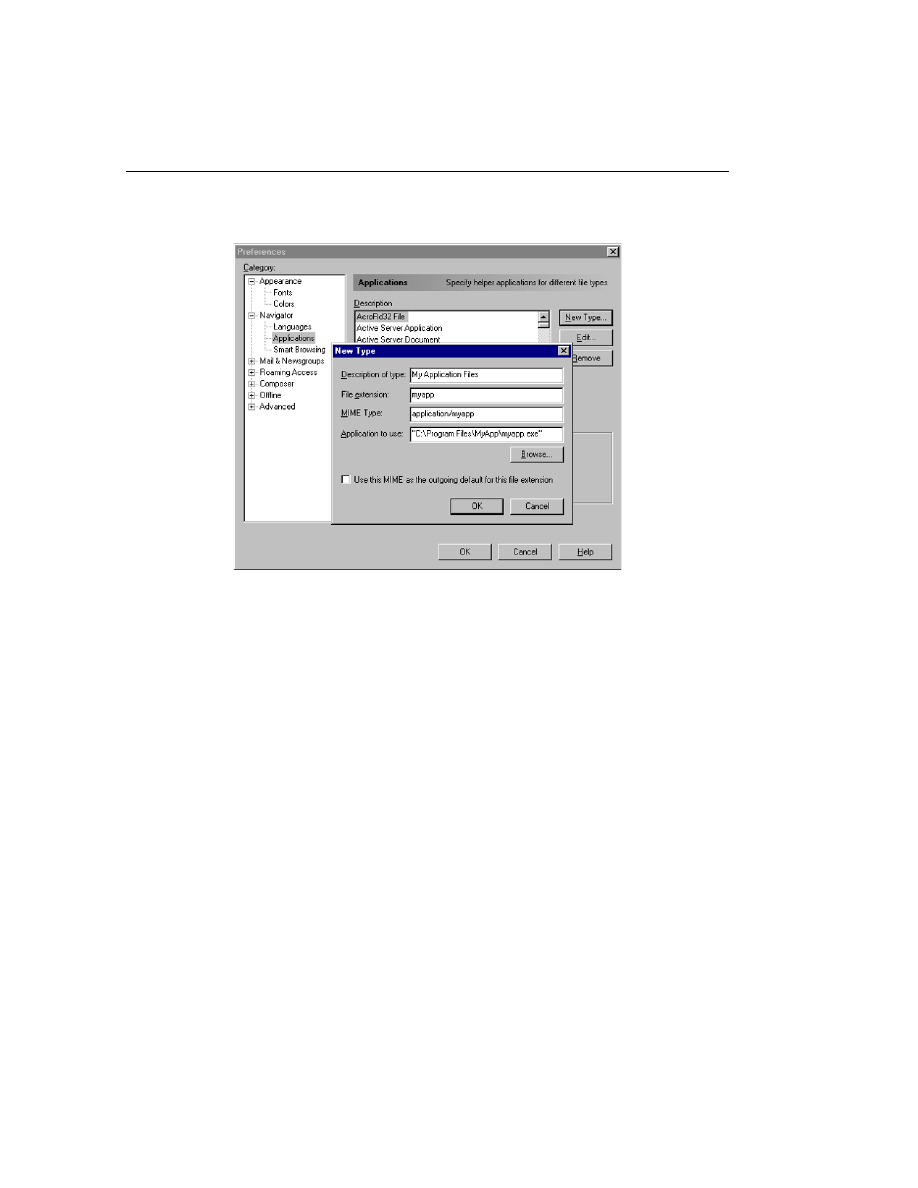 Preferences
Category:
Appearance
Fonts
Colors
Navigator
Languages
Applications
Smart Browsing
Mail & Newsgroups
Roaming Access
Composer
Offline
Advanced
Applications Specify helper applications for different file types
Description
AcroRd32 File
Active Server Application
Active Server Document
New Type...
Edit...
Remove
New Type
Description of type: My Application Files
File extension: myapp
MIME Type: application/myapp
Application to use: "C:\Program Files\MyApp\myapp.exe"
Browse...
Use this MIME as the outgoing default for this file extension
OK Cancel
OK Cancel Help